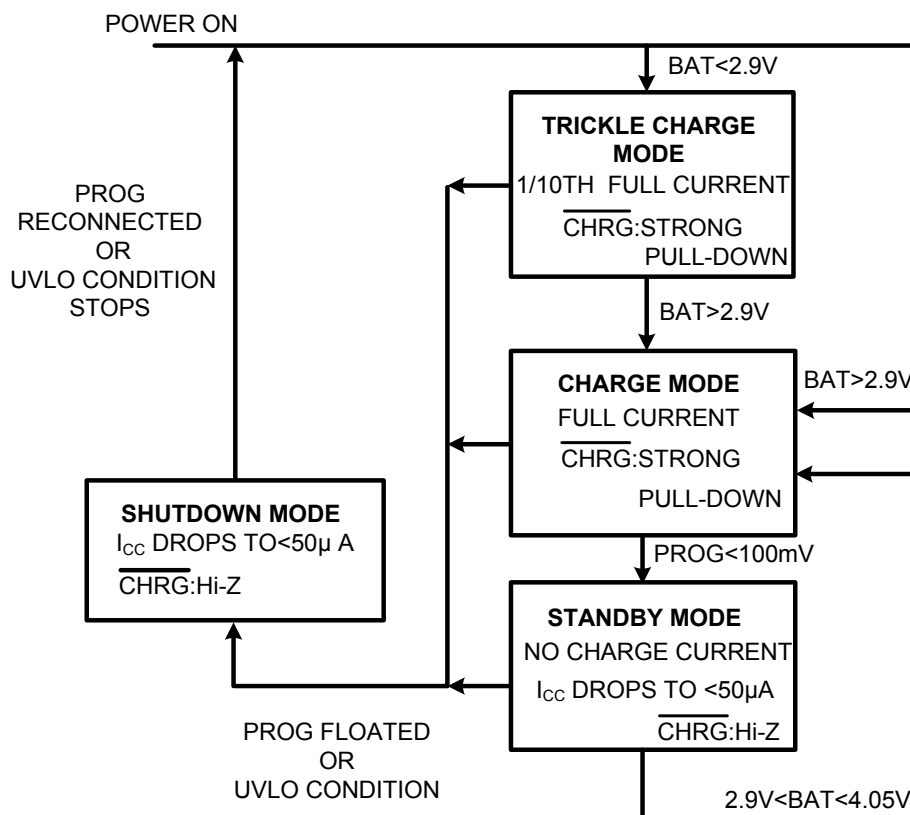 POWER ON
BAT<2.9V
TRICKLE CHARGE
MODE
1/10TH FULL CURRENT
CHRG:STRONG
PULL-DOWN
PROG
RECONNECTED
OR
UVLO CONDITION
STOPS
BAT>2.9V
CHARGE MODE
FULL CURRENT
CHRG:STRONG
PULL-DOWN
BAT>2.9V
SHUTDOWN MODE
ICC DROPS TO<50µ A
CHRG:Hi-Z
PROG<100mV
STANDBY MODE
NO CHARGE CURRENT
ICC DROPS TO <50µA
CHRG:Hi-Z
PROG FLOATED
OR
UVLO CONDITION
2.9V<BAT<4.05V